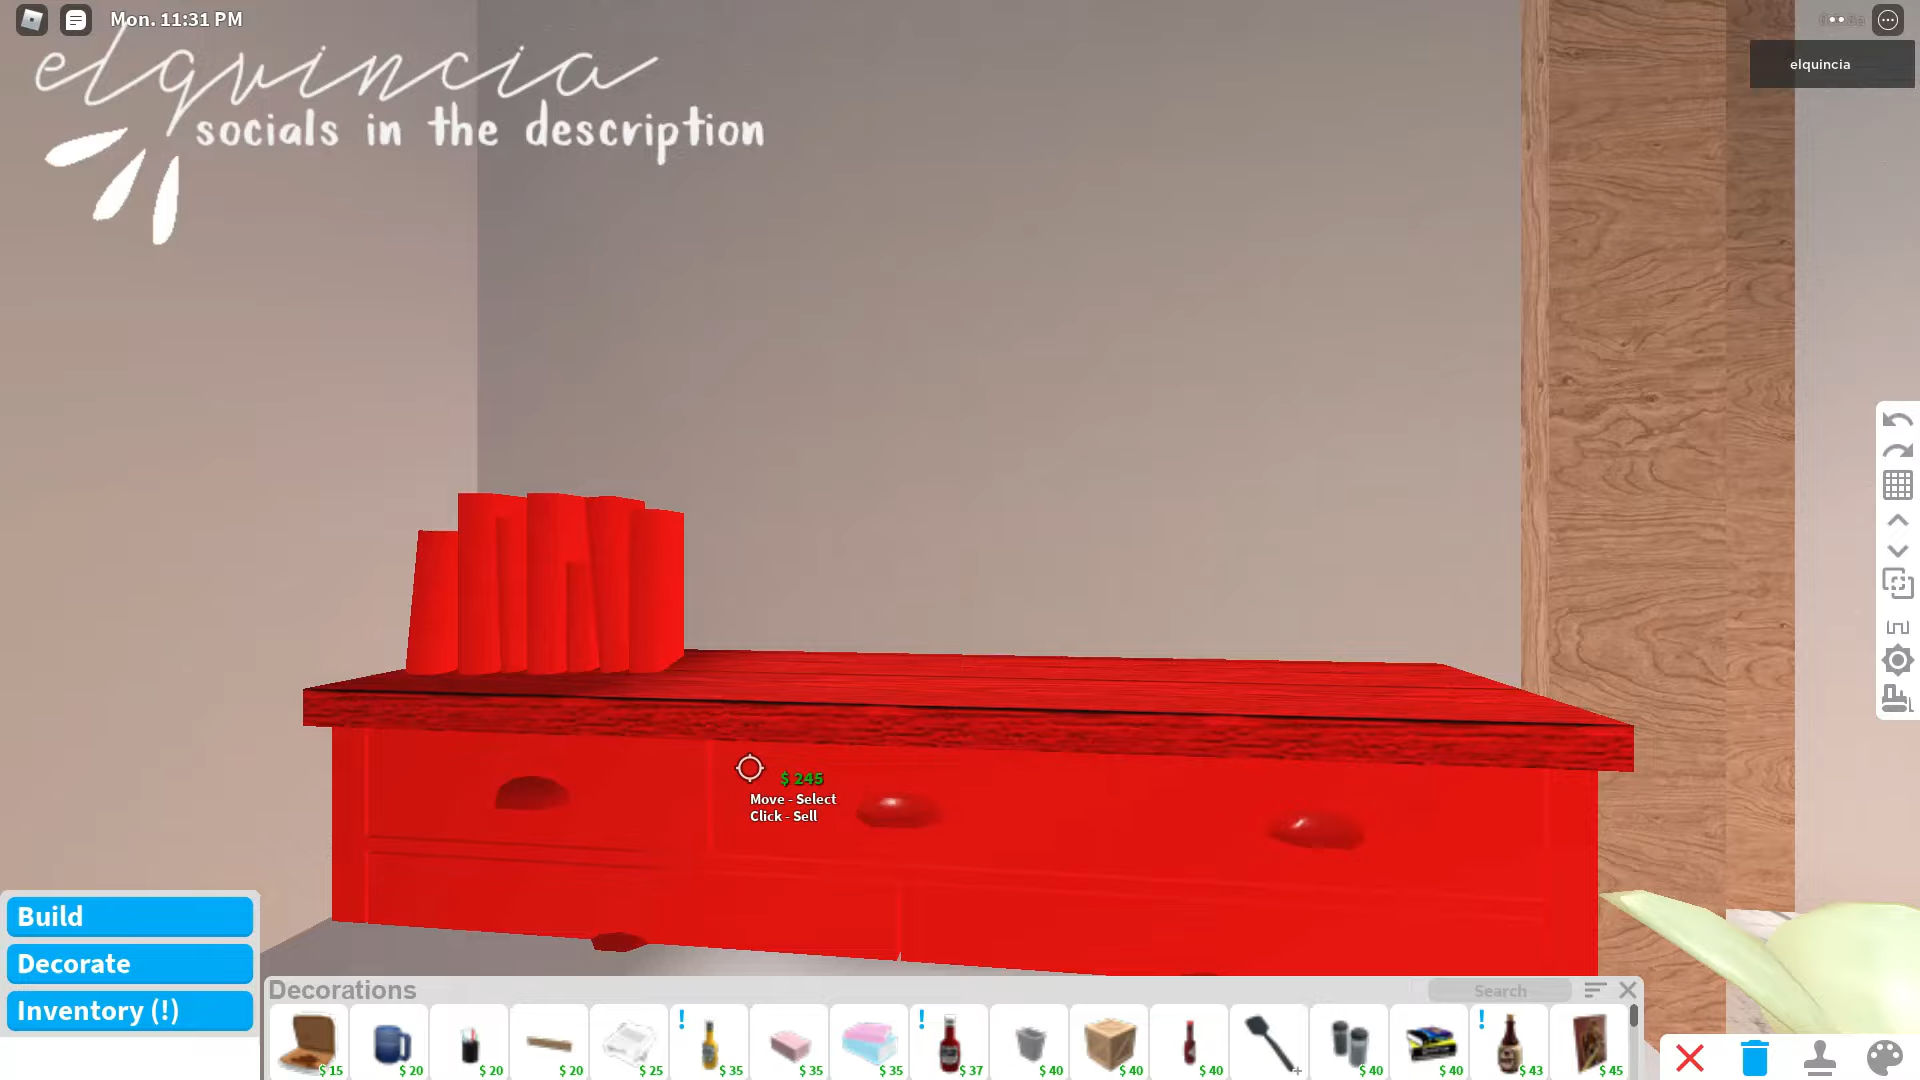 Mon. 11:31 PM
elquincia
socials in the description
elquincia
$ 245
Move - Select
Click - Sell
Build
Decorate
Inventory (!)
Decorations
Search
! ! !
$ 15 $ 20 $ 20 $ 20 $ 25 $ 35 $ 35 $ 35 $ 37 $ 40 $ 40 $ 40 $ 40 $ 40 $ 43 $ 45